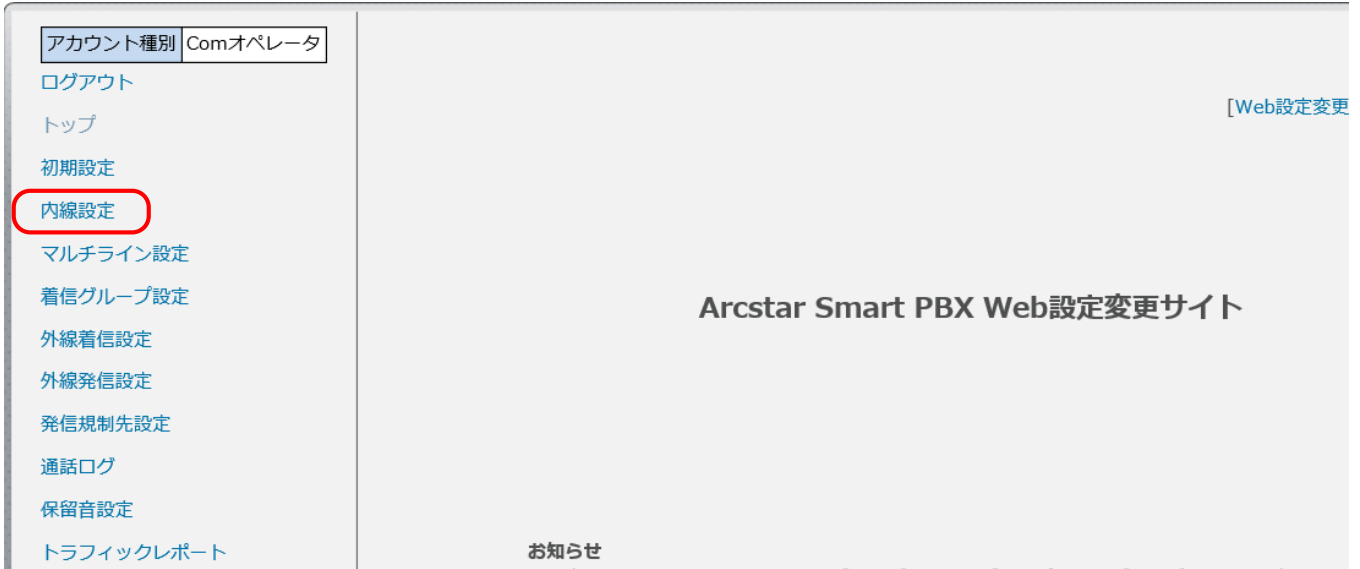 アカウント種別 Comオペレータ
ログアウト
トップ
初期設定
内線設定
マルチライン設定
着信グループ設定
外線着信設定
外線発信設定
発信規制先設定
通話ログ
保留音設定
トラフィックレポート
[Web設定変更
Arcstar Smart PBX Web設定変更サイト
お知らせ